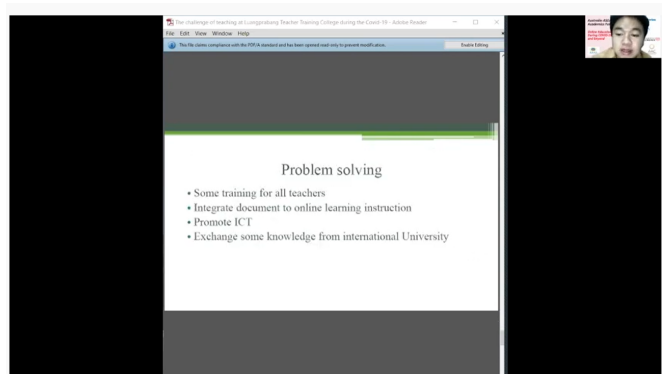 The challenge of teaching at Luangprabang Teacher Training College during the Covid-19 - Adobe Reader
File Edit View Window Help
This file claims compliance with the PDF/A standard and has been opened read-only to prevent modification.
Enable Editing
Problem solving
• Some training for all teachers
• Integrate document to online learning instruction
• Promote ICT
• Exchange some knowledge from international University